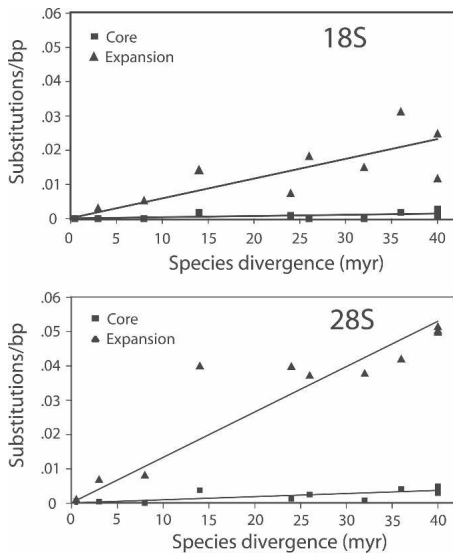 18S
Core
Expansion
Substitutions/bp
.06
.05
.04
.03
.02
.01
0
0 5 10 15 20 25 30 35 40
Species divergence (myr)
28S
Core
Expansion
Substitutions/bp
.06
.05
.04
.03
.02
.01
0
0 5 10 15 20 25 30 35 40
Species divergence (myr)